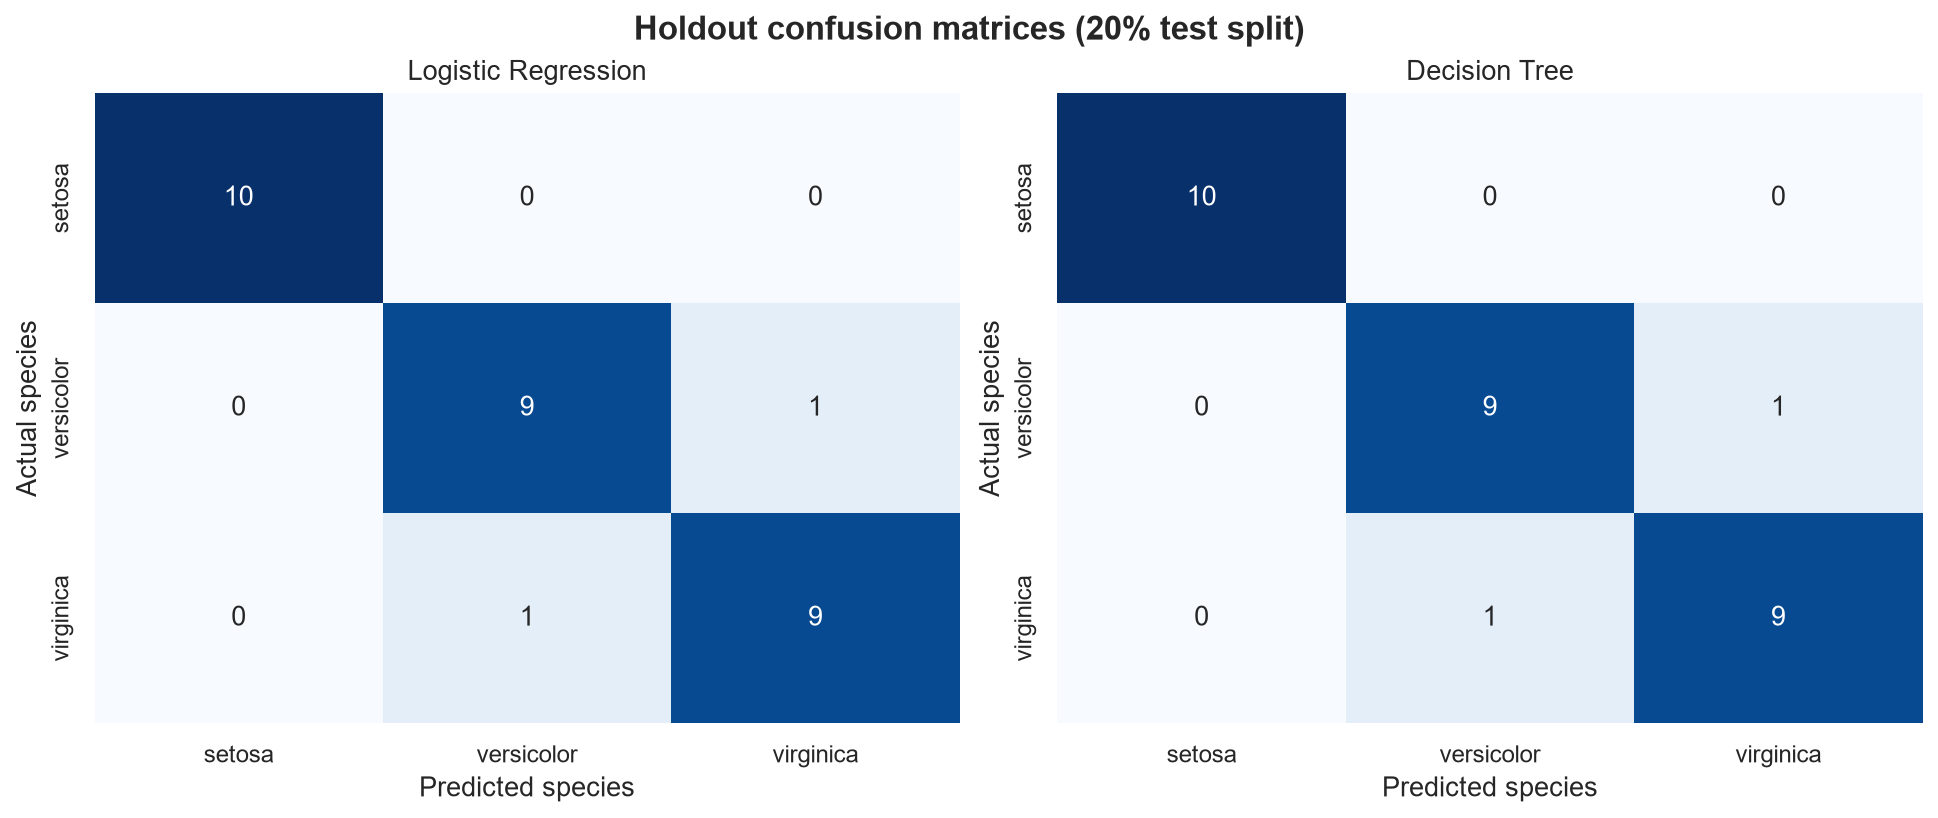 Holdout confusion matrices (20% test split)
Logistic Regression
Actual species
setosa
10 0 0
versicolor
0 9 1
virginica
0 1 9
setosa versicolor virginica
Predicted species
Decision Tree
Actual species
setosa
10 0 0
versicolor
0 9 1
virginica
0 1 9
setosa versicolor virginica
Predicted species